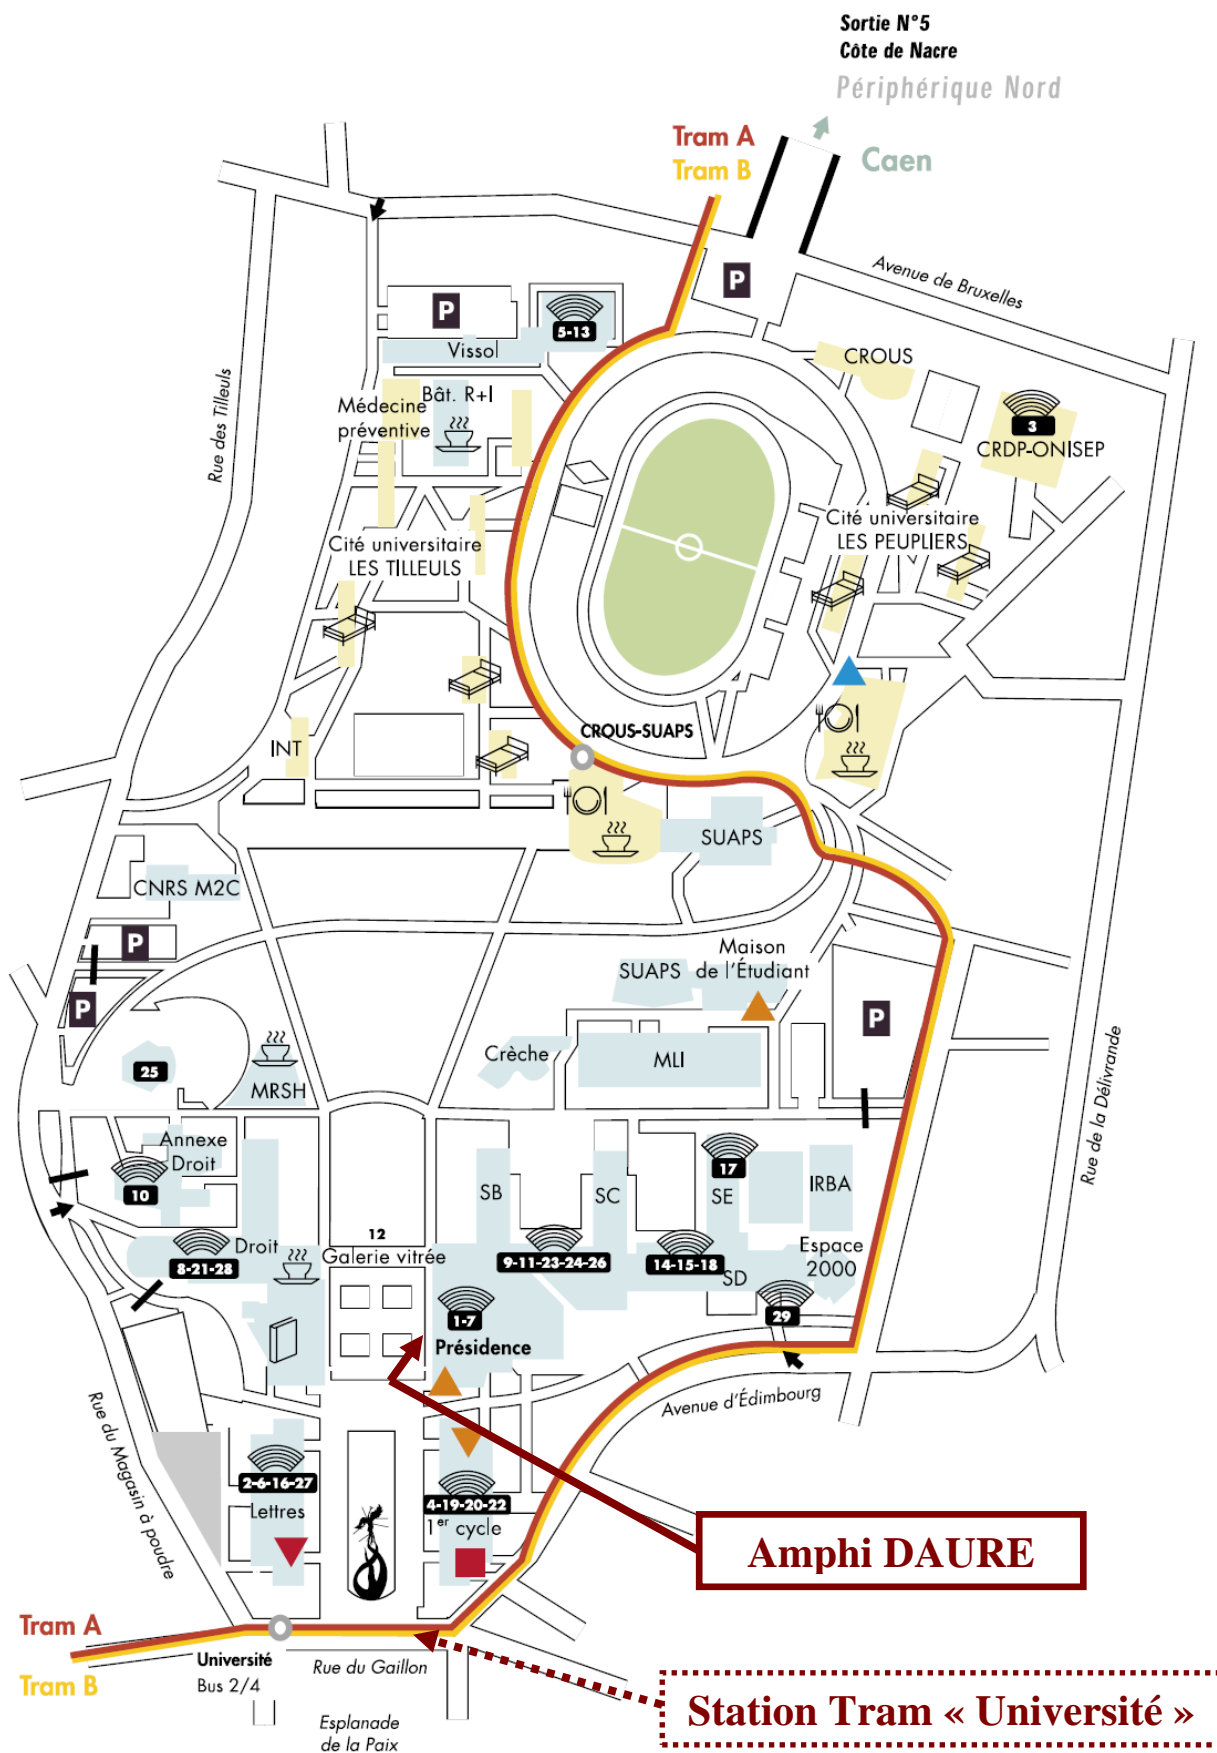 Sortie N°5
Côte de Nacre
Périphérique Nord
Tram A
Tram B
Caen
Avenue de Bruxelles
P
P
5-13
Vissol
CROUS
Rue des Tilleuls
Bât. R+I
Médecine
préventive
3
CRDP-ONISEP
Cité universitaire
LES PEUPLIERS
Cité universitaire
LES TILLEULS
CROUS-SUAPS
INT
SUAPS
CNRS M2C
P
Maison
de l'Étudiant
SUAPS
P
P
Crèche
MLI
25
MRSH
Rue de la Délivrande
Annexe
Droit
10
17
SB
SC
SE
IRBA
12
Galerie vitrée
Droit
8-21-28
9-11-23-24-26
14-15-18
SD
Espace
2000
29
1-7
Présidence
Avenue d'Édimbourg
Rue du Magasin à poudre
2-6-16-27
Lettres
4-19-20-22
1er cycle
Amphi DAURE
Tram A
Tram B
Université
Bus 2/4
Rue du Gaillon
Station Tram « Université »
Esplanade
de la Paix